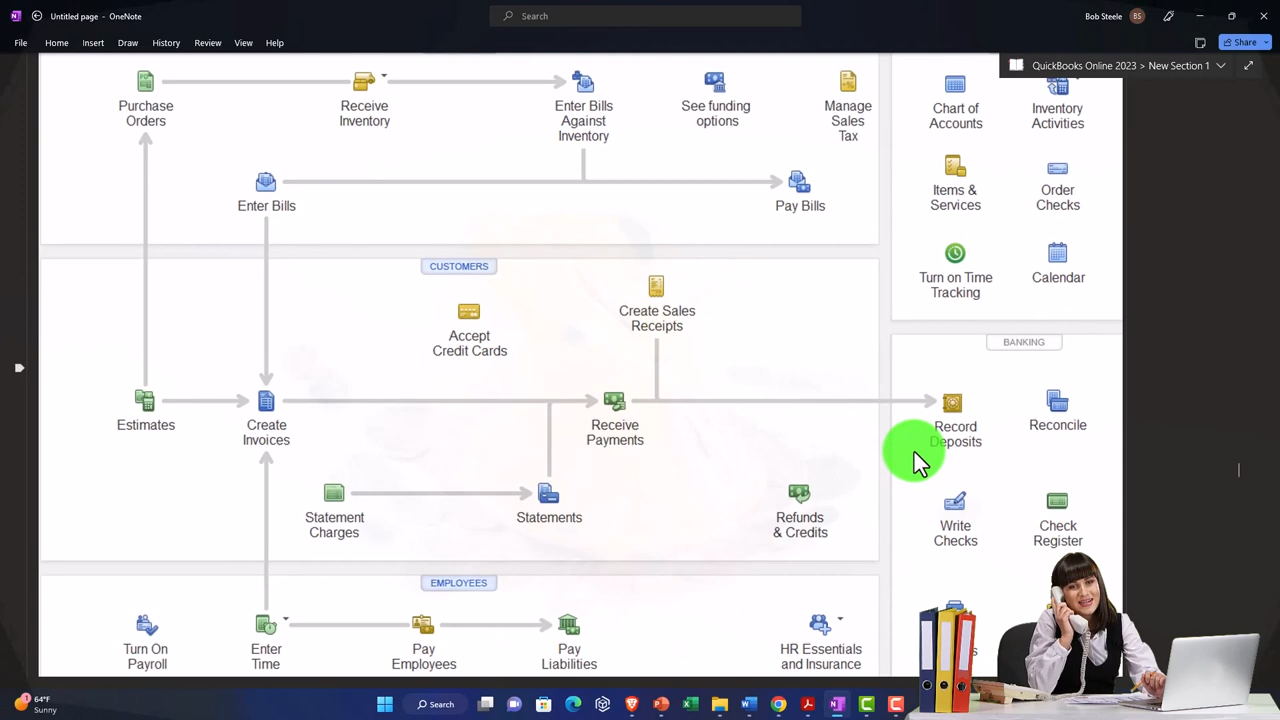 Untitled page - OneNote
Search
Bob Steele
BS
File
Home
Insert
Draw
History
Review
View
Help
Share
QuickBooks Online 2023 > New Section 1
Purchase
Orders
Receive
Inventory
Enter Bills
Against
Inventory
See funding
options
Manage
Sales
Tax
Chart of
Accounts
Inventory
Activities
Enter Bills
Pay Bills
Items &
Services
Order
Checks
Turn on Time
Tracking
Calendar
CUSTOMERS
Accept
Credit Cards
Create Sales
Receipts
BANKING
Estimates
Create
Invoices
Receive
Payments
Record
Deposits
Reconcile
Statement
Charges
Statements
Refunds
& Credits
Write
Checks
Check
Register
EMPLOYEES
Turn On
Payroll
Enter
Time
Pay
Employees
Pay
Liabilities
HR Essentials
and Insurance
64°F
Sunny
Search